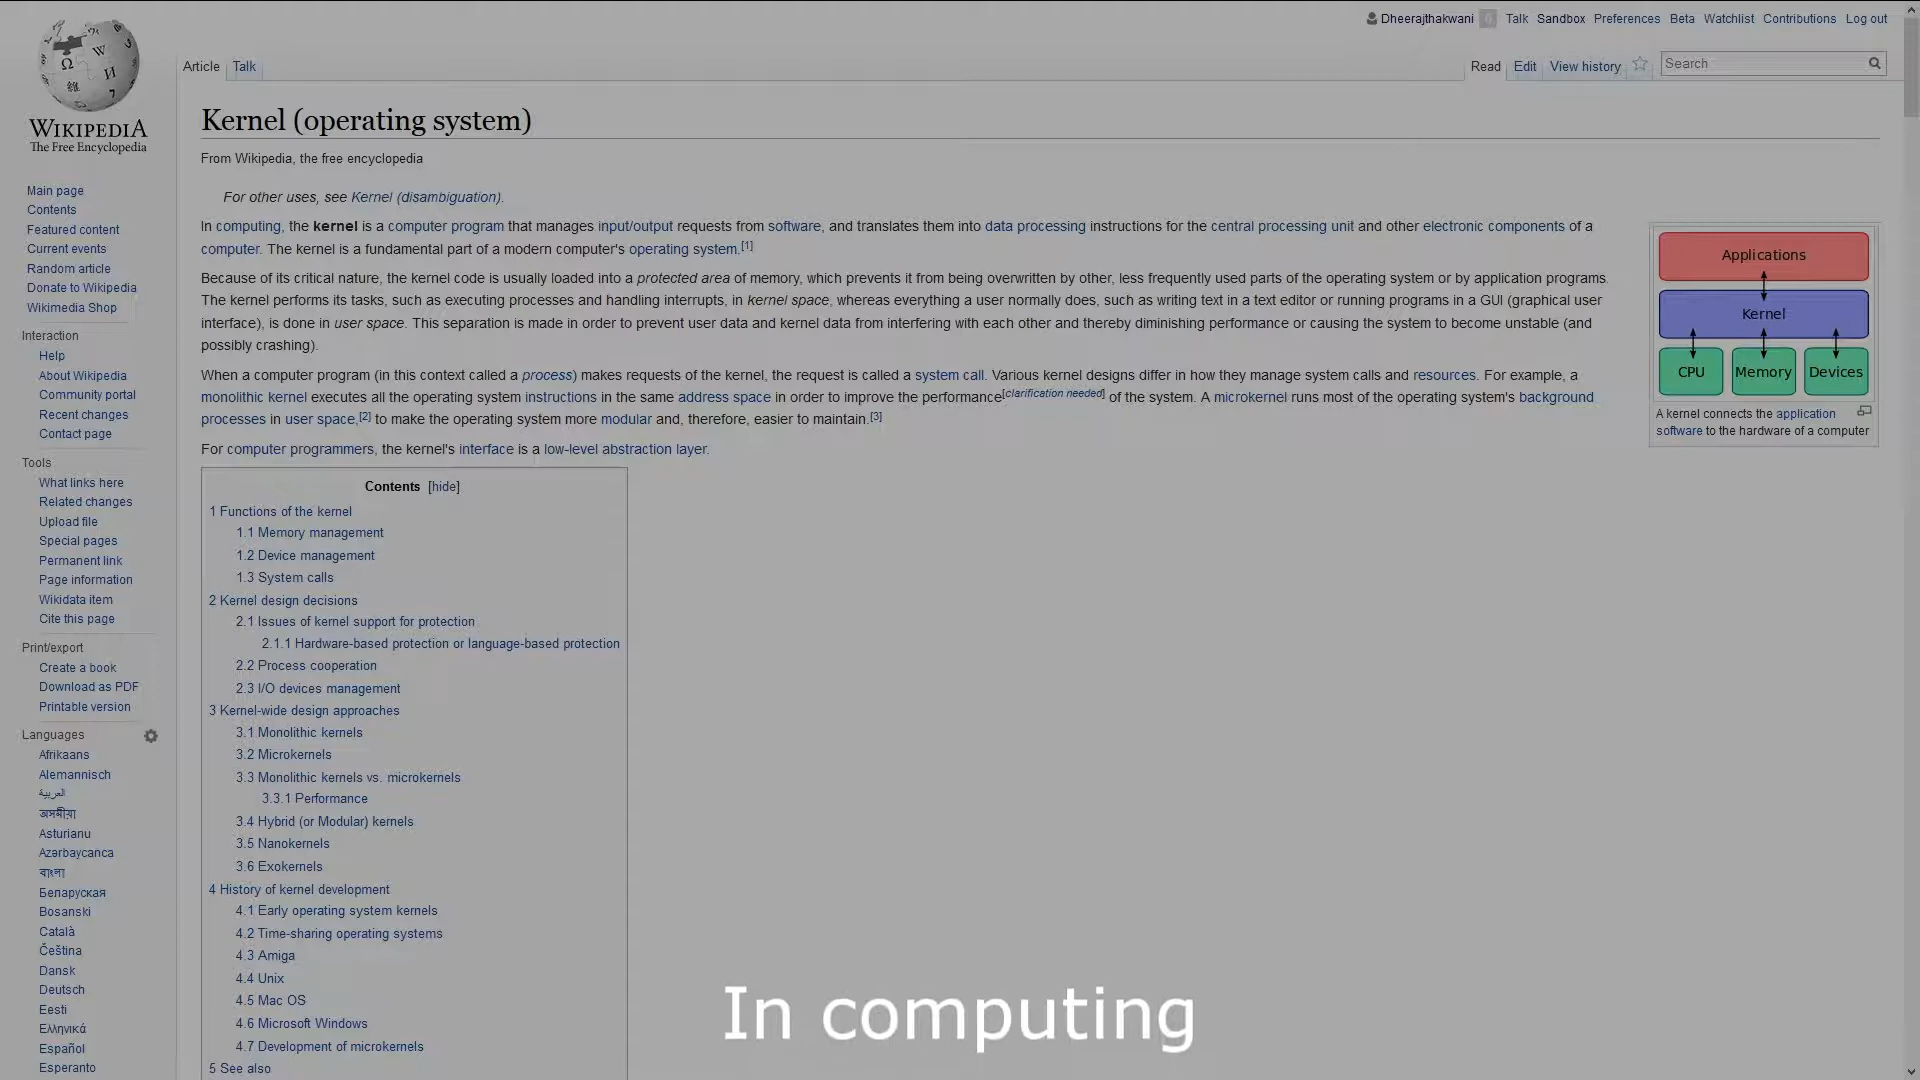 Dheerajthakwani 0 Talk Sandbox Preferences Beta Watchlist Contributions Log out
Article Talk
Read Edit View history Search
WIKIPEDIA
The Free Encyclopedia
Main page
Contents
Featured content
Current events
Random article
Donate to Wikipedia
Wikimedia Shop
Interaction
Help
About Wikipedia
Community portal
Recent changes
Contact page
Tools
What links here
Related changes
Upload file
Special pages
Permanent link
Page information
Wikidata item
Cite this page
Print/export
Create a book
Download as PDF
Printable version
Languages
Afrikaans
Alemannisch
العربية
অসমীয়া
Asturianu
Azərbaycanca
বাংলা
Беларуская
Bosanski
Català
Čeština
Dansk
Deutsch
Eesti
Ελληνικά
Español
Esperanto
Kernel (operating system)
From Wikipedia, the free encyclopedia
For other uses, see Kernel (disambiguation).
In computing, the kernel is a computer program that manages input/output requests from software, and translates them into data processing instructions for the central processing unit and other electronic components of a
computer. The kernel is a fundamental part of a modern computer's operating system.[1]
Because of its critical nature, the kernel code is usually loaded into a protected area of memory, which prevents it from being overwritten by other, less frequently used parts of the operating system or by application programs.
The kernel performs its tasks, such as executing processes and handling interrupts, in kernel space, whereas everything a user normally does, such as writing text in a text editor or running programs in a GUI (graphical user
interface), is done in user space. This separation is made in order to prevent user data and kernel data from interfering with each other and thereby diminishing performance or causing the system to become unstable (and
possibly crashing).
When a computer program (in this context called a process) makes requests of the kernel, the request is called a system call. Various kernel designs differ in how they manage system calls and resources. For example, a
monolithic kernel executes all the operating system instructions in the same address space in order to improve the performance[clarification needed] of the system. A microkernel runs most of the operating system's background
processes in user space,[2] to make the operating system more modular and, therefore, easier to maintain.[3]
For computer programmers, the kernel's interface is a low-level abstraction layer.
Applications
Kernel
CPU Memory Devices
A kernel connects the application
software to the hardware of a computer
Contents [hide]
1 Functions of the kernel
1.1 Memory management
1.2 Device management
1.3 System calls
2 Kernel design decisions
2.1 Issues of kernel support for protection
2.1.1 Hardware-based protection or language-based protection
2.2 Process cooperation
2.3 I/O devices management
3 Kernel-wide design approaches
3.1 Monolithic kernels
3.2 Microkernels
3.3 Monolithic kernels vs. microkernels
3.3.1 Performance
3.4 Hybrid (or Modular) kernels
3.5 Nanokernels
3.6 Exokernels
4 History of kernel development
4.1 Early operating system kernels
4.2 Time-sharing operating systems
4.3 Amiga
4.4 Unix
4.5 Mac OS
4.6 Microsoft Windows
4.7 Development of microkernels
5 See also
In computing